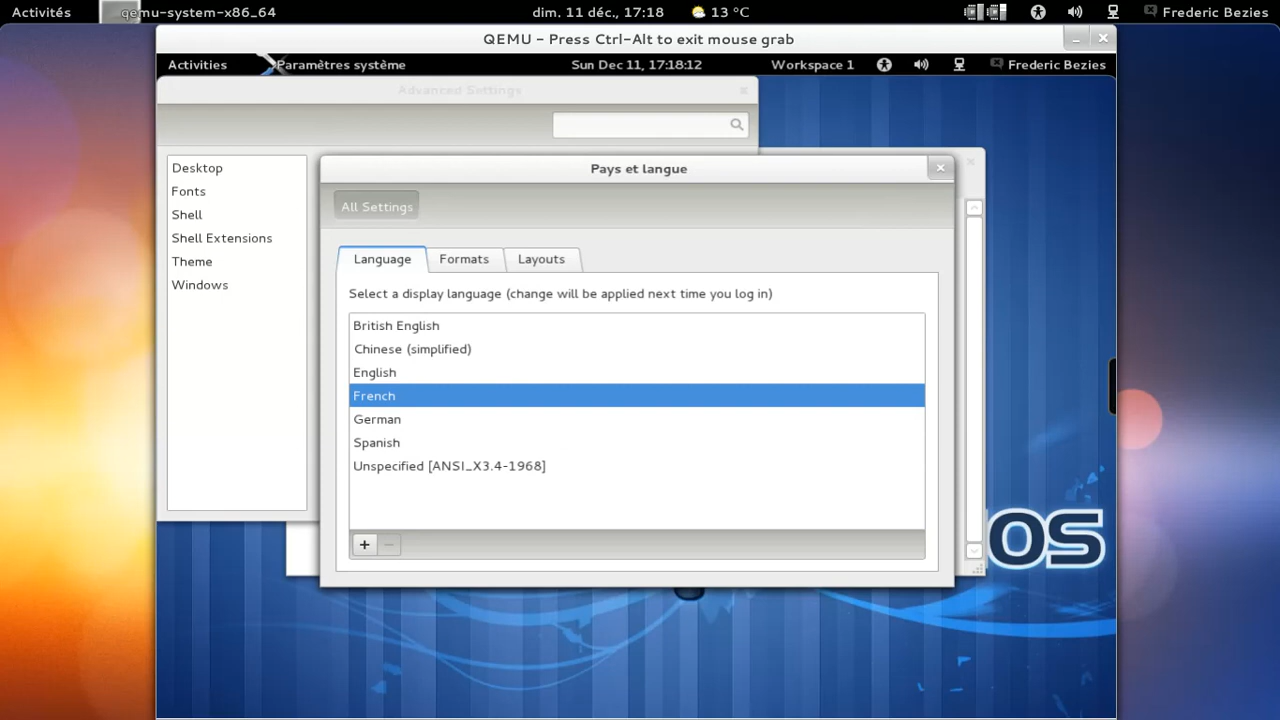 Activités qemu-system-x86_64 dim. 11 déc., 17:18 13 °C Frederic Bezies
QEMU - Press Ctrl-Alt to exit mouse grab
Activities Paramètres système Sun Dec 11, 17:18:12 Workspace 1 Frederic Bezies
Advanced Settings
Pays et langue
All Settings
Desktop
Fonts
Shell
Shell Extensions
Theme
Windows
Language Formats Layouts
Select a display language (change will be applied next time you log in)
British English
Chinese (simplified)
English
French
German
Spanish
Unspecified [ANSI_X3.4-1968]
OS